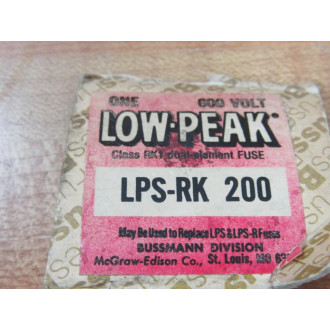 ONE 600 VOLT
LOW-PEAK
Class RK1 dual-element FUSE
LPS-RK 200
May Be Used to Replace LPS & LPS-R Fuses
BUSSMANN DIVISION
McGraw-Edison Co., St. Louis, MO 63